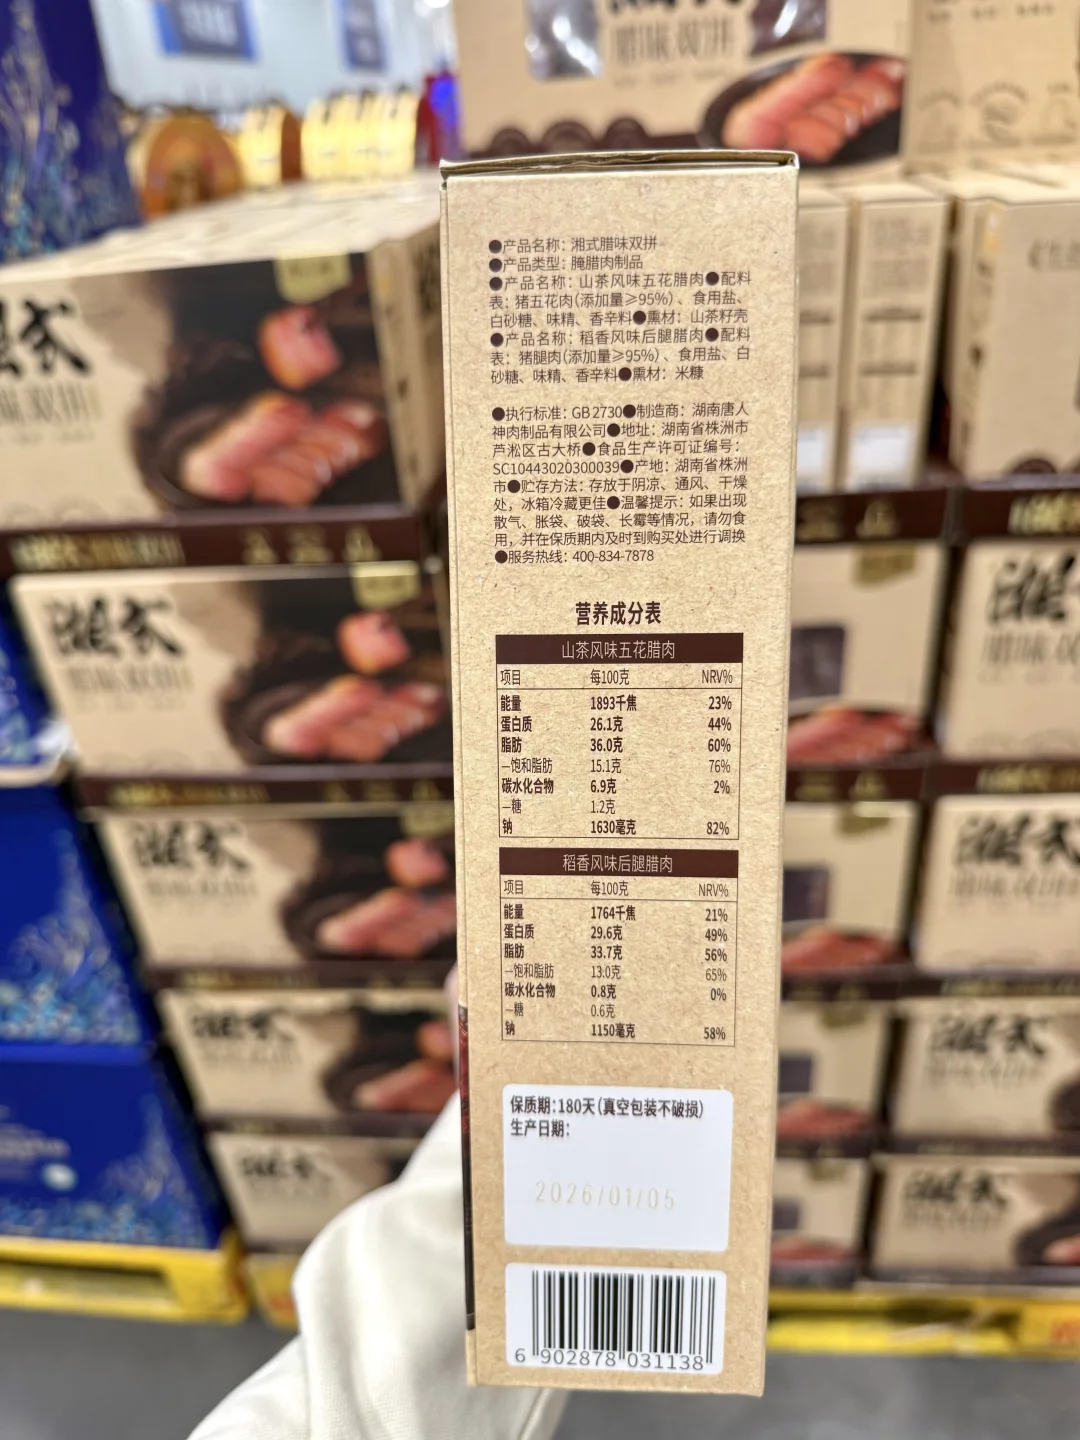 腊味双拼
●产品名称：湘式腊味双拼
●产品类型：腌腊肉制品
●产品名称：山茶风味五花腊肉●配料
表：猪五花肉(添加量≥95%)、食用盐、
白砂糖、味精、香辛料●熏材：山茶籽壳
●产品名称：稻香风味后腿腊肉●配料
表：猪腿肉(添加量≥95%)、食用盐、白
砂糖、味精、香辛料●熏材：米糠
●执行标准：GB 2730●制造商：湖南唐人
神肉制品有限公司●地址：湖南省株洲市
芦淞区古大桥●食品生产许可证编号：
SC10443020300039●产地：湖南省株洲
市●贮存方法：存放于阴凉、通风、干燥
处，冰箱冷藏更佳●温馨提示：如果出现
散气、胀袋、破袋、长霉等情况，请勿食
用，并在保质期内及时到购买处进行调换
●服务热线：400-834-7878
营养成分表
山茶风味五花腊肉
项目 每100克 NRV%
能量 1893千焦 23%
蛋白质 26.1克 44%
脂肪 36.0克 60%
—饱和脂肪 15.1克 76%
碳水化合物 6.9克 2%
—糖 1.2克
钠 1630毫克 82%
稻香风味后腿腊肉
项目 每100克 NRV%
能量 1764千焦 21%
蛋白质 29.6克 49%
脂肪 33.7克 56%
—饱和脂肪 13.0克 65%
碳水化合物 0.8克 0%
—糖 0.6克
钠 1150毫克 58%
保质期：180天(真空包装不破损)
生产日期：
2026/01/05
6 902878 031138
湘式
腊味双拼